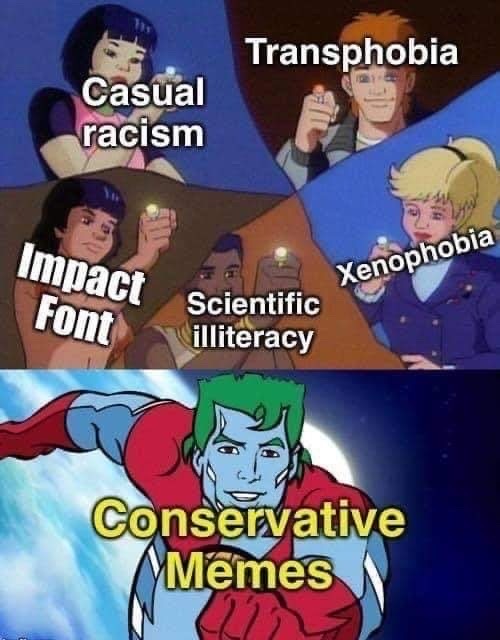 Transphobia
Casual
racism
Impact
Font
Scientific
illiteracy
Xenophobia
Conservative
Memes